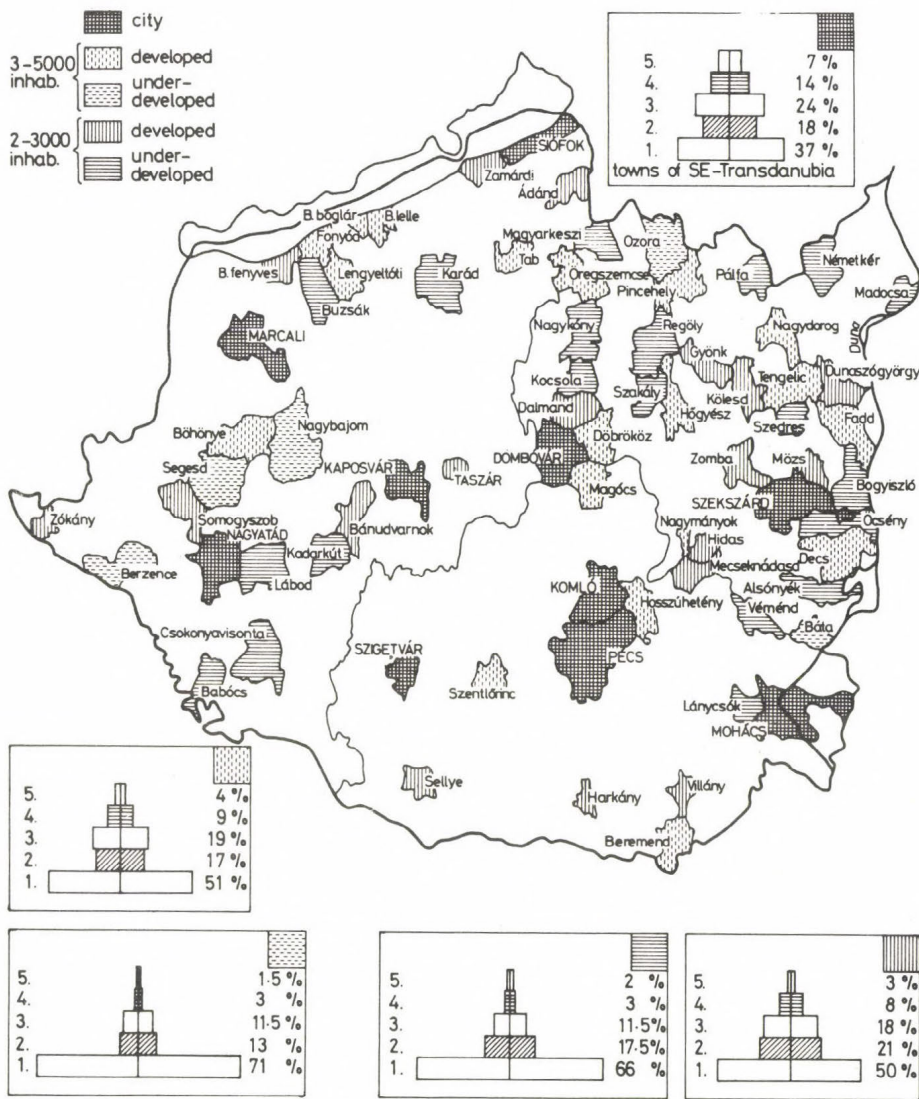 city
3-5000 inhab.
developed
under-developed
2-3000 inhab.
developed
under-developed
5. 7 %
4. 14 %
3. 24 %
2. 18 %
1. 37 %
towns of SE-Transdanubia
SIÓFOK
Zamárdi
Ádánd
B. boglár
B.lelle
Fonyód
Magyarkeszi
Ozora
Tab
B. fenyves
Lengyeltóti
Karád
Öregszemcse
Pálfa
Németkér
Pincehely
Madocsa
Buzsák
MARCALI
Nagykóny
Regöly
Nagydorog
Duna
Gyönk
Kocsola
Szakály
Tengelic
Dunaszógyörgy
Kölesd
Dalmand
Hőgyész
Szedres
Fadd
Böhönye
Nagybajom
Döbrököz
DOMBÓVÁR
Zomba
Mözs
Segesd
KAPOSVÁR
TASZÁR
Magócs
SZEKSZÁRD
Bogyiszló
Zókány
Somogyszob
Bánudvarnok
Nagymányok
Öcsény
NAGYATÁD
Kadarkút
Hidas
Mecseknádasd
Decs
Berzence
Lábod
KOMLÓ
Hosszúhetény
Alsónyék
Véménd
Báta
Csokonyavisonta
SZIGETVÁR
PÉCS
Babócs
Szentlőrinc
Lánycsók
MOHÁCS
Sellye
Harkány
Villány
Beremend
5. 4 %
4. 9 %
3. 19 %
2. 17 %
1. 51 %
5. 1·5 %
4. 3 %
3. 11·5 %
2. 13 %
1. 71 %
5. 2 %
4. 3 %
3. 11·5 %
2. 17·5%
1. 66 %
5. 3 %
4. 8 %
3. 18 %
2. 21 %
1. 50 %